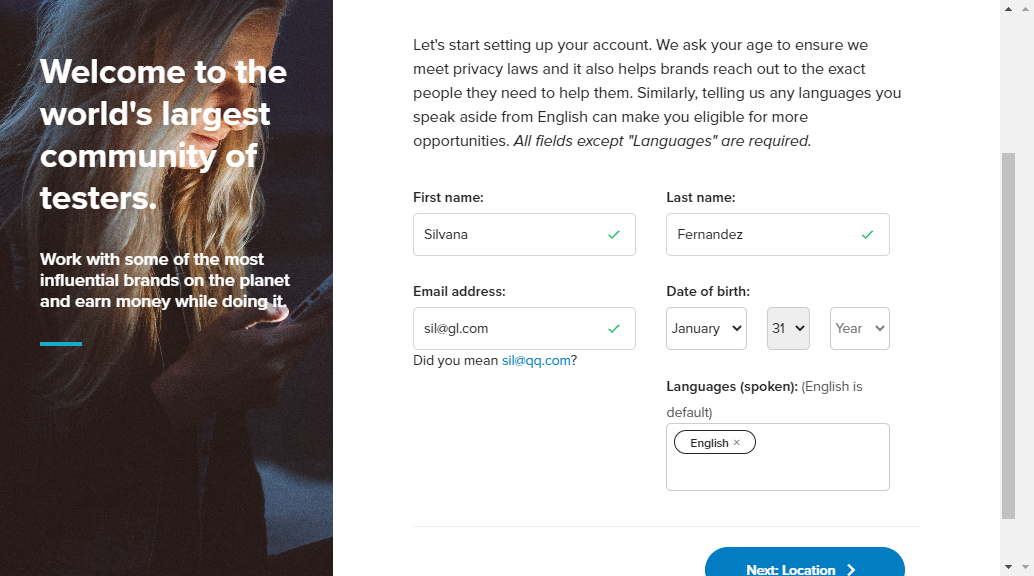 Welcome to the
world's largest
community of
testers.
Work with some of the most
influential brands on the planet
and earn money while doing it.
Let's start setting up your account. We ask your age to ensure we
meet privacy laws and it also helps brands reach out to the exact
people they need to help them. Similarly, telling us any languages you
speak aside from English can make you eligible for more
opportunities. All fields except "Languages" are required.
First name:
Last name:
Silvana
Fernandez
Email address:
Date of birth:
sil@gl.com
January 31 Year
Did you mean sil@qq.com?
Languages (spoken): (English is
default)
English ×
Next: Location